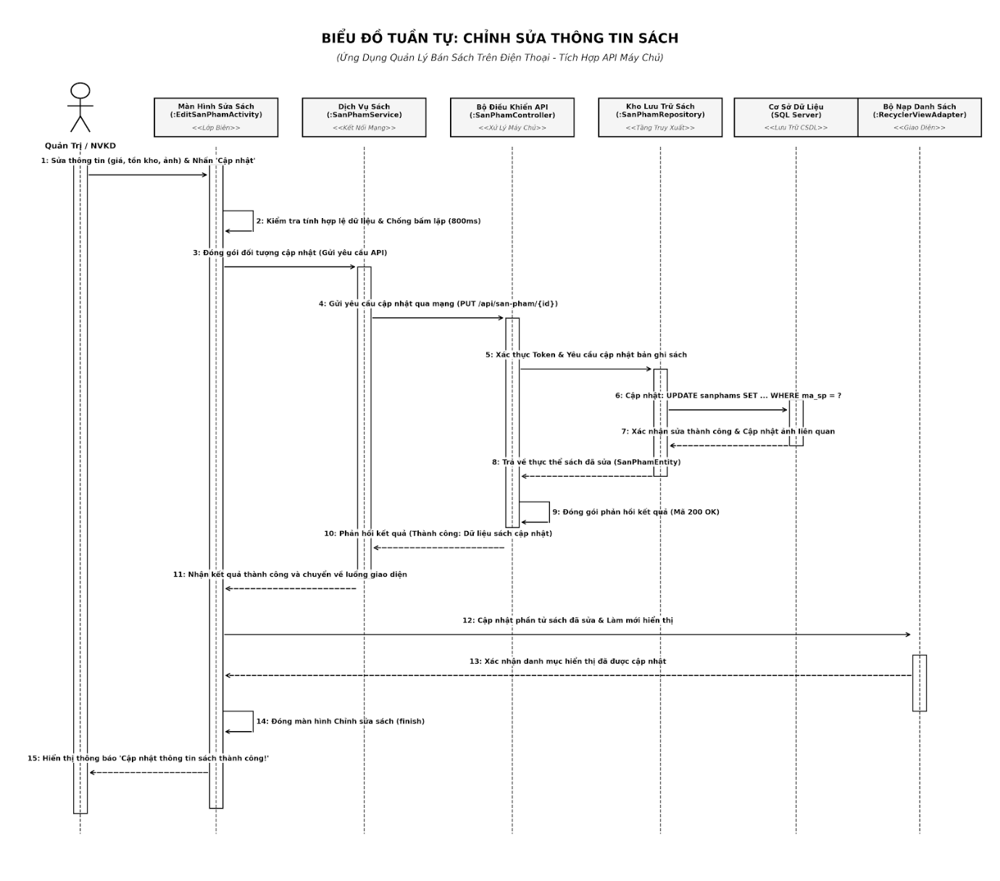 BIỂU ĐỒ TUẦN TỰ: CHỈNH SỬA THÔNG TIN SÁCH
(Ứng Dụng Quản Lý Bán Sách Trên Điện Thoại - Tích Hợp API Máy Chủ)
Quản Trị / NVKD
Màn Hình Sửa Sách
(:EditSanPhamActivity)
<<Lớp Biên>>
Dịch Vụ Sách
(:SanPhamService)
<<Kết Nối Mạng>>
Bộ Điều Khiển API
(:SanPhamController)
<<Xử Lý Máy Chủ>>
Kho Lưu Trữ Sách
(:SanPhamRepository)
<<Tầng Truy Xuất>>
Cơ Sở Dữ Liệu
(SQL Server)
<<Lưu Trữ CSDL>>
Bộ Nạp Danh Sách
(:RecyclerViewAdapter)
<<Giao Diện>>
1: Sửa thông tin (giá, tồn kho, ảnh) & Nhấn 'Cập nhật'
2: Kiểm tra tính hợp lệ dữ liệu & Chống bấm lặp (800ms)
3: Đóng gói đối tượng cập nhật (Gửi yêu cầu API)
4: Gửi yêu cầu cập nhật qua mạng (PUT /api/san-pham/{id})
5: Xác thực Token & Yêu cầu cập nhật bản ghi sách
6: Cập nhật: UPDATE sanphams SET ... WHERE ma_sp = ?
7: Xác nhận sửa thành công & Cập nhật ảnh liên quan
8: Trả về thực thể sách đã sửa (SanPhamEntity)
9: Đóng gói phản hồi kết quả (Mã 200 OK)
10: Phản hồi kết quả (Thành công: Dữ liệu sách cập nhật)
11: Nhận kết quả thành công và chuyển về luồng giao diện
12: Cập nhật phần tử sách đã sửa & Làm mới hiển thị
13: Xác nhận danh mục hiển thị đã được cập nhật
14: Đóng màn hình Chỉnh sửa sách (finish)
15: Hiển thị thông báo 'Cập nhật thông tin sách thành công!'